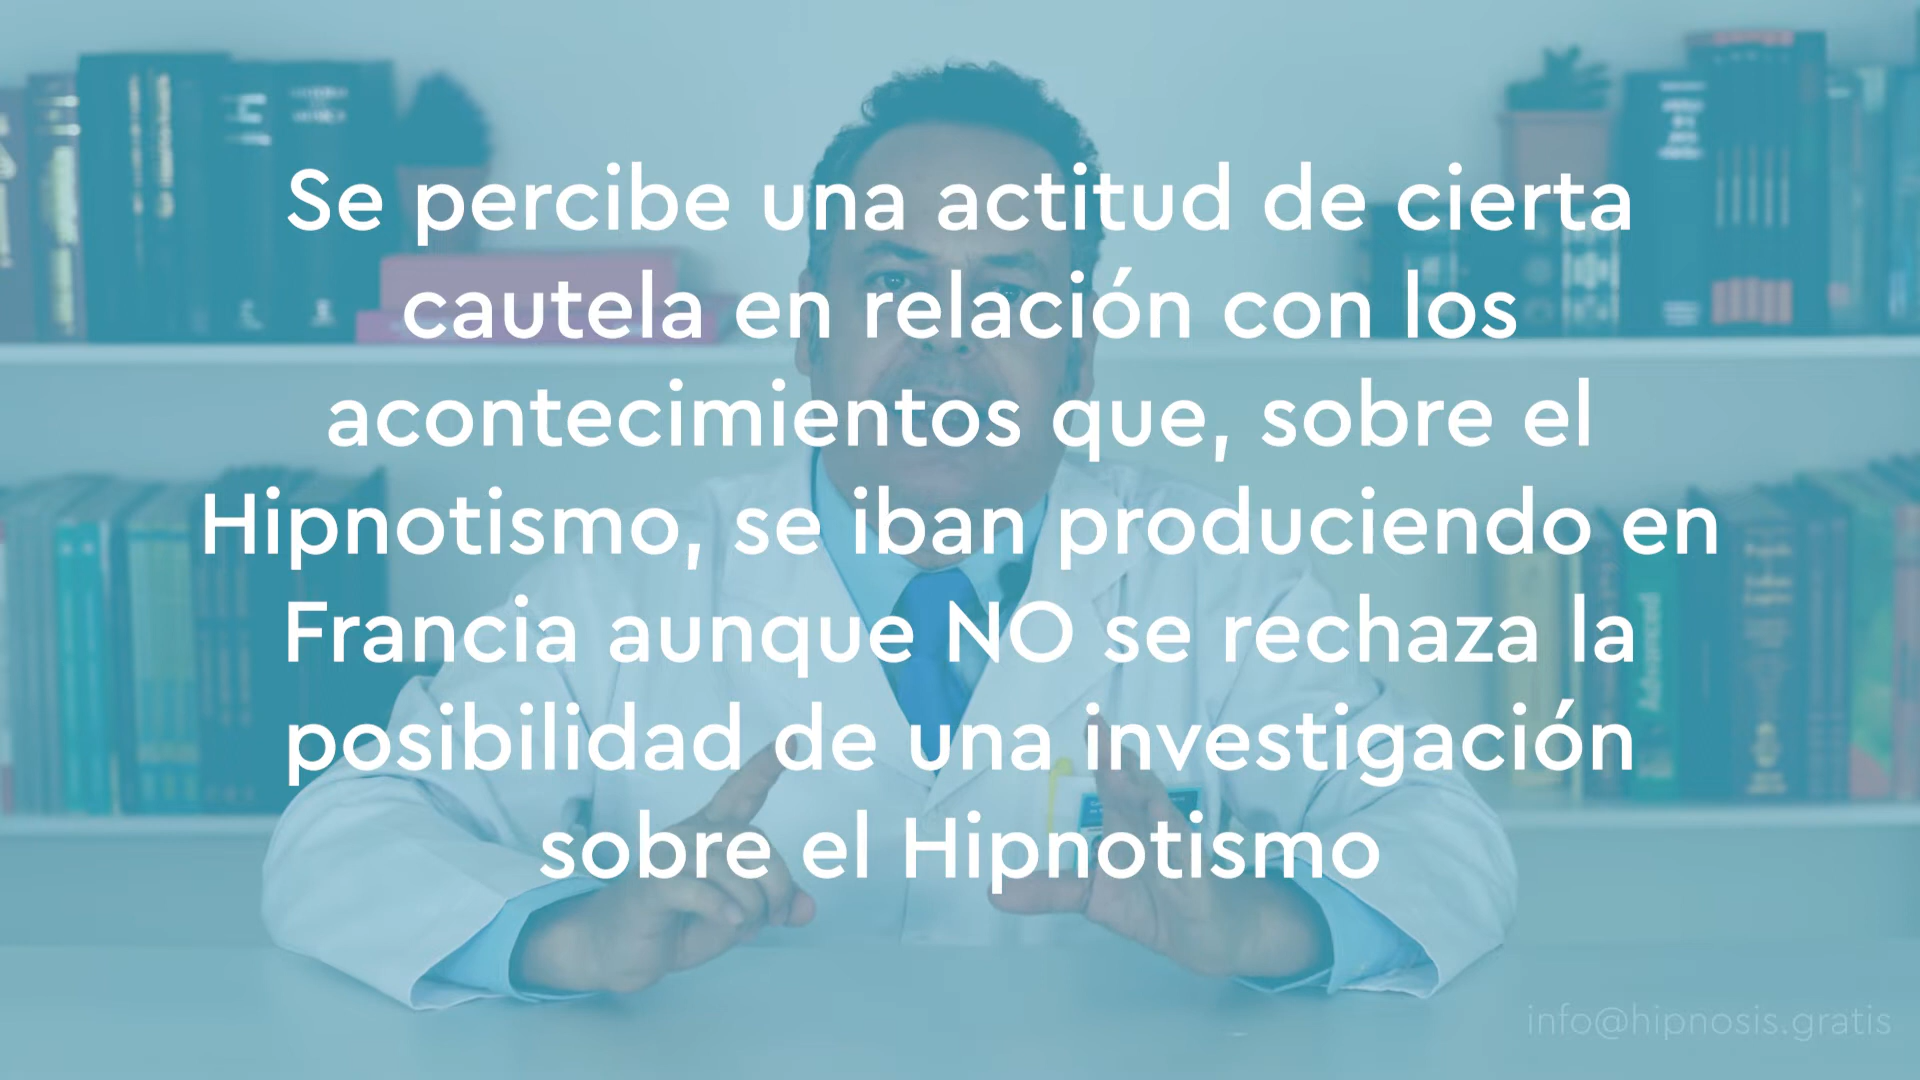 Se percibe una actitud de cierta
cautela en relación con los
acontecimientos que, sobre el
Hipnotismo, se iban produciendo en
Francia aunque NO se rechaza la
posibilidad de una investigación
sobre el Hipnotismo
Advanced
info@hipnosis.gratis